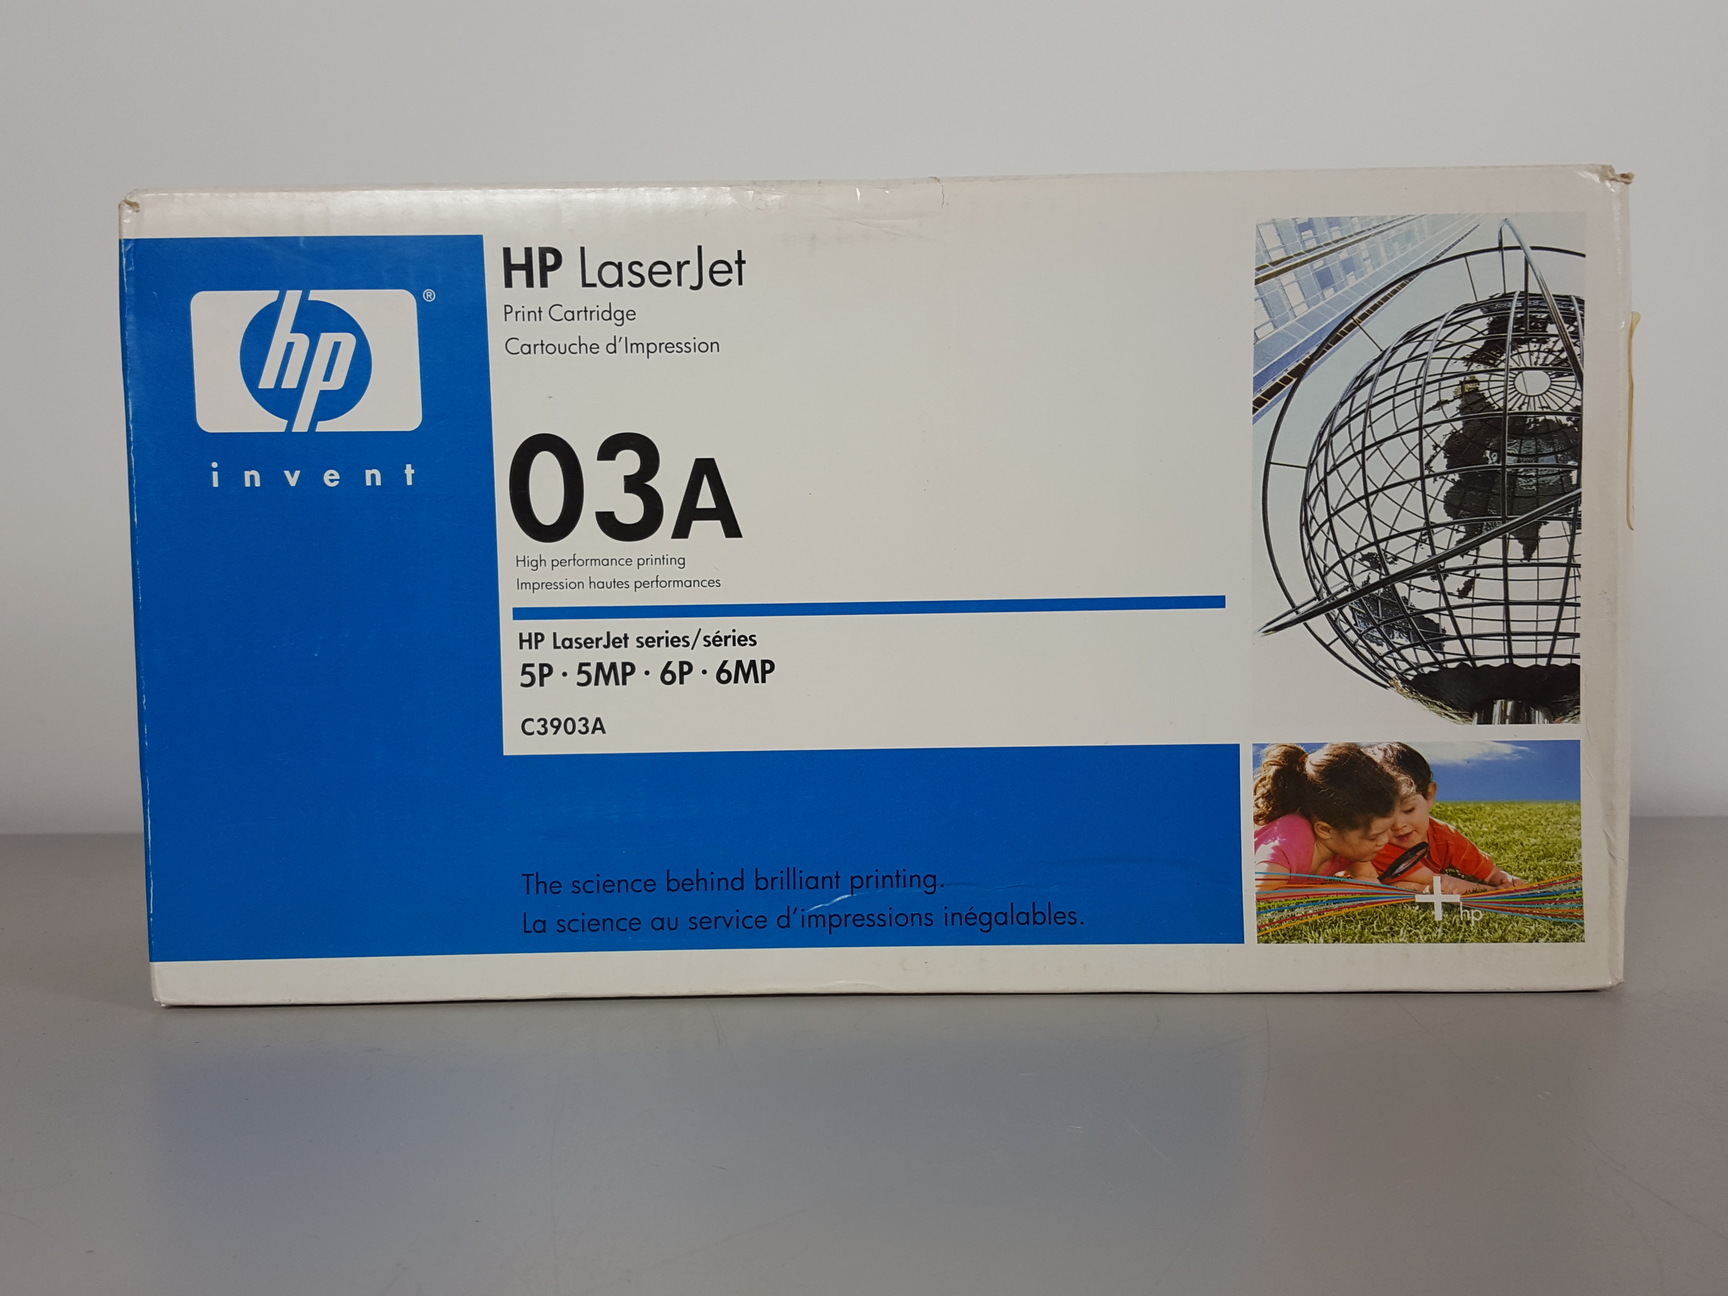 hp®
invent
HP LaserJet
Print Cartridge
Cartouche d'Impression
03A
High performance printing
Impression hautes performances
HP LaserJet series/séries
5P · 5MP · 6P · 6MP
C3903A
The science behind brilliant printing.
La science au service d'impressions inégalables.
+hp